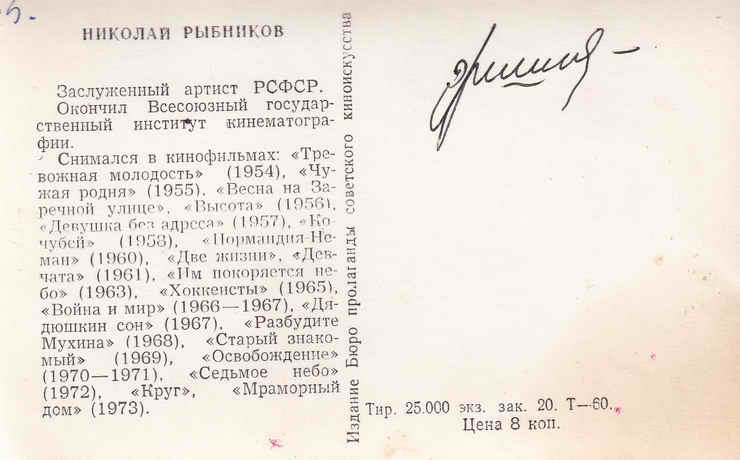 НИКОЛАЙ РЫБНИКОВ
Заслуженный артист РСФСР.
Окончил Всесоюзный государ-
ственный институт кинематогра-
фии.
Снимался в кинофильмах: «Тре-
вожная молодость» (1954), «Чу-
жая родня» (1955). «Весна на За-
речной улице», «Высота» (1956),
«Девушка без адреса» (1957), «Ко-
чубей» (1958), «Нормандия-Не-
ман» (1960), «Две жизни», «Дев-
чата» (1961), «Им покоряется не-
бо» (1963), «Хоккеисты» (1965),
«Война и мир» (1966—1967), «Дя-
дюшкин сон» (1967), «Разбудите
Мухина» (1968), «Старый знако-
мый» (1969), «Освобождение»
(1970—1971), «Седьмое небо»
(1972), «Круг», «Мраморный
дом» (1973).
Издание Бюро пропаганды советского киноискусства
Тир. 25.000 экз. зак. 20. Т—60.
Цена 8 коп.